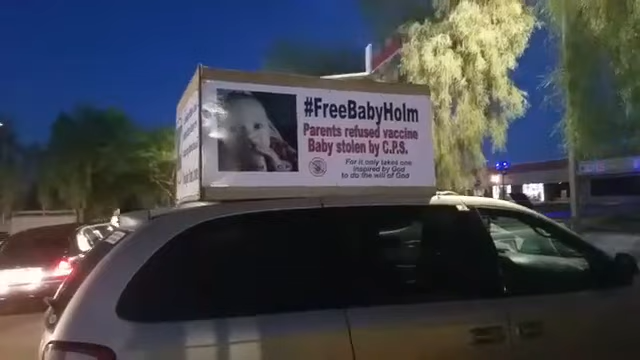 #FreeBabyHolm
Parents refused vaccine
Baby stolen by C.P.S.
For it only takes one
inspired by God
to do the will of God